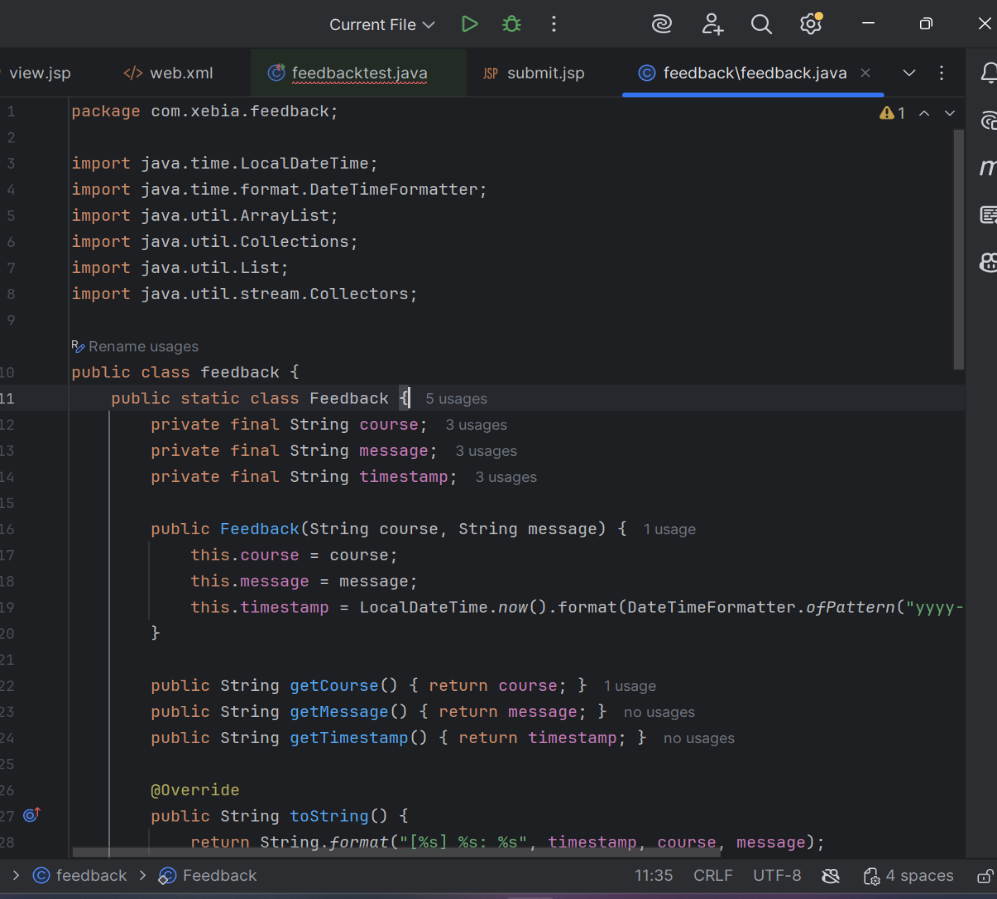 Current File
view.jsp
</> web.xml
feedbacktest.java
JSP submit.jsp
feedback\feedback.java
1 package com.xebia.feedback;
1
2
3 import java.time.LocalDateTime;
4 import java.time.format.DateTimeFormatter;
5 import java.util.ArrayList;
6 import java.util.Collections;
7 import java.util.List;
8 import java.util.stream.Collectors;
9
Rename usages
10 public class feedback {
11 public static class Feedback { 5 usages
12 private final String course; 3 usages
13 private final String message; 3 usages
14 private final String timestamp; 3 usages
15
16 public Feedback(String course, String message) { 1 usage
17 this.course = course;
18 this.message = message;
19 this.timestamp = LocalDateTime.now().format(DateTimeFormatter.ofPattern("yyyy-
20 }
21
22 public String getCourse() { return course; } 1 usage
23 public String getMessage() { return message; } no usages
24 public String getTimestamp() { return timestamp; } no usages
25
26 @Override
27 public String toString() {
28 return String.format("[%s] %s: %s", timestamp, course, message);
feedback > Feedback
11:35 CRLF UTF-8 4 spaces